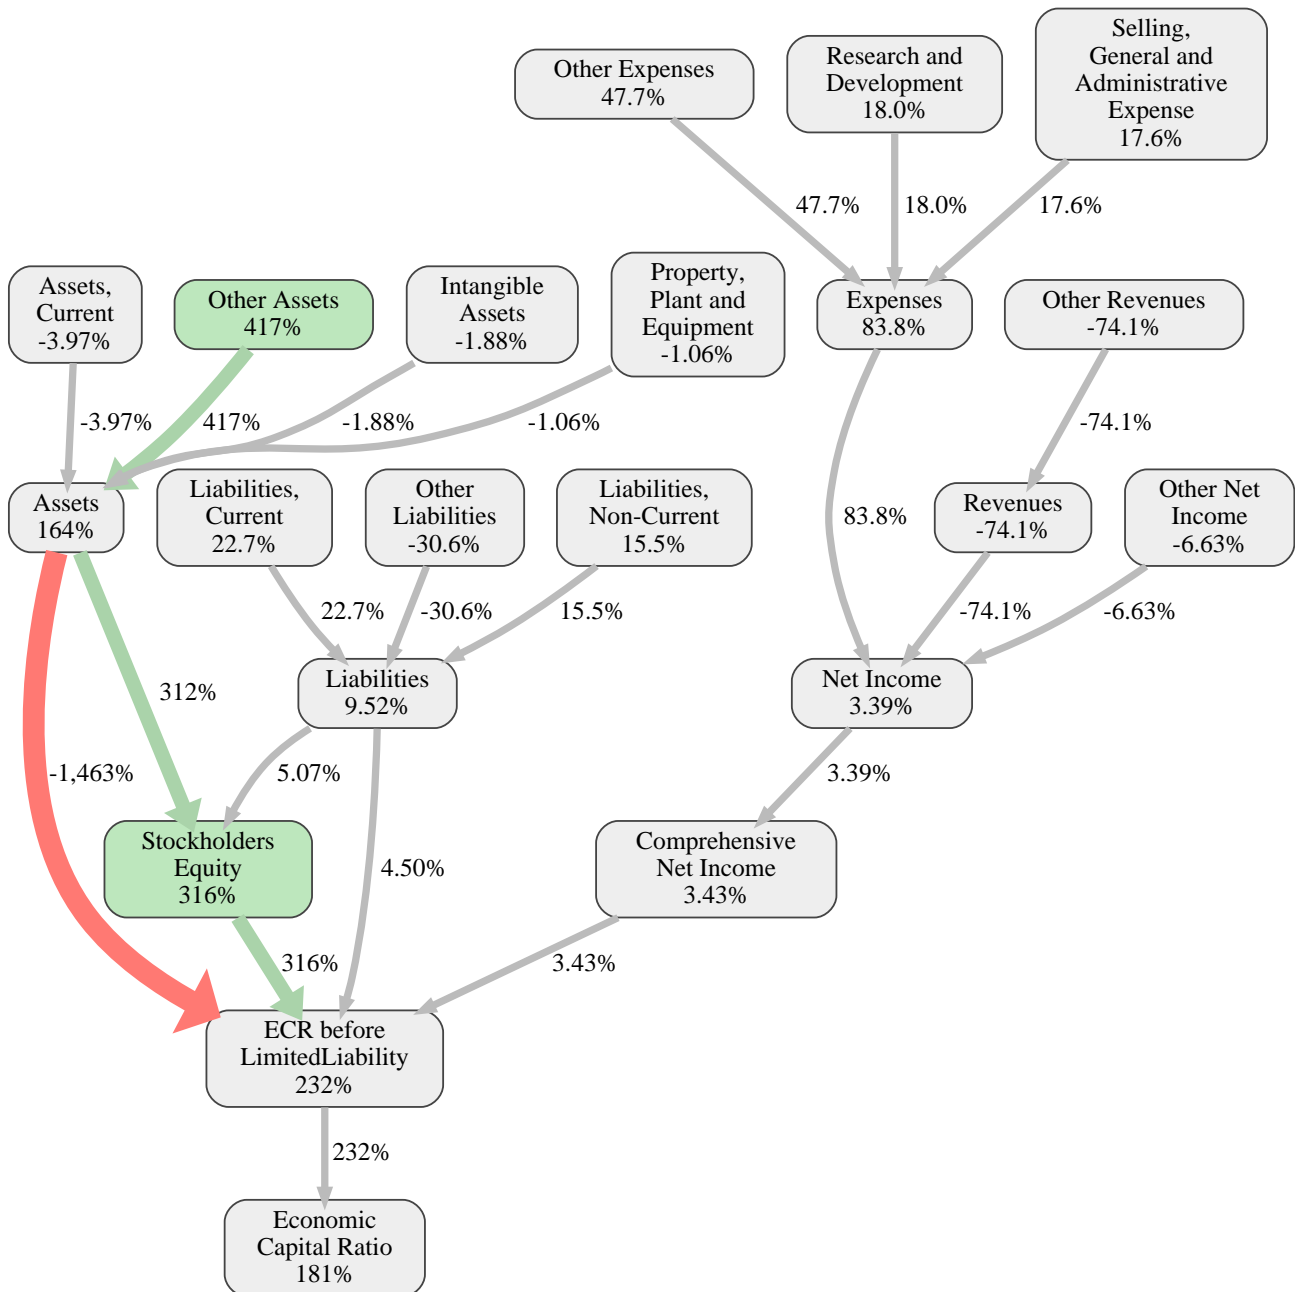 Other Expenses
47.7%
Research and
Development
18.0%
Selling,
General and
Administrative
Expense
17.6%
47.7%
18.0%
17.6%
Assets,
Current
-3.97%
Other Assets
417%
Intangible
Assets
-1.88%
Property,
Plant and
Equipment
-1.06%
Expenses
83.8%
Other Revenues
-74.1%
-3.97%
417%
-1.88%
-1.06%
-74.1%
Assets
164%
Liabilities,
Current
22.7%
Other
Liabilities
-30.6%
Liabilities,
Non-Current
15.5%
83.8%
Revenues
-74.1%
Other Net
Income
-6.63%
22.7%
-30.6%
15.5%
-74.1%
-6.63%
312%
Liabilities
9.52%
Net Income
3.39%
-1,463%
5.07%
3.39%
Stockholders
Equity
316%
4.50%
Comprehensive
Net Income
3.43%
316%
3.43%
ECR before
LimitedLiability
232%
232%
Economic
Capital Ratio
181%